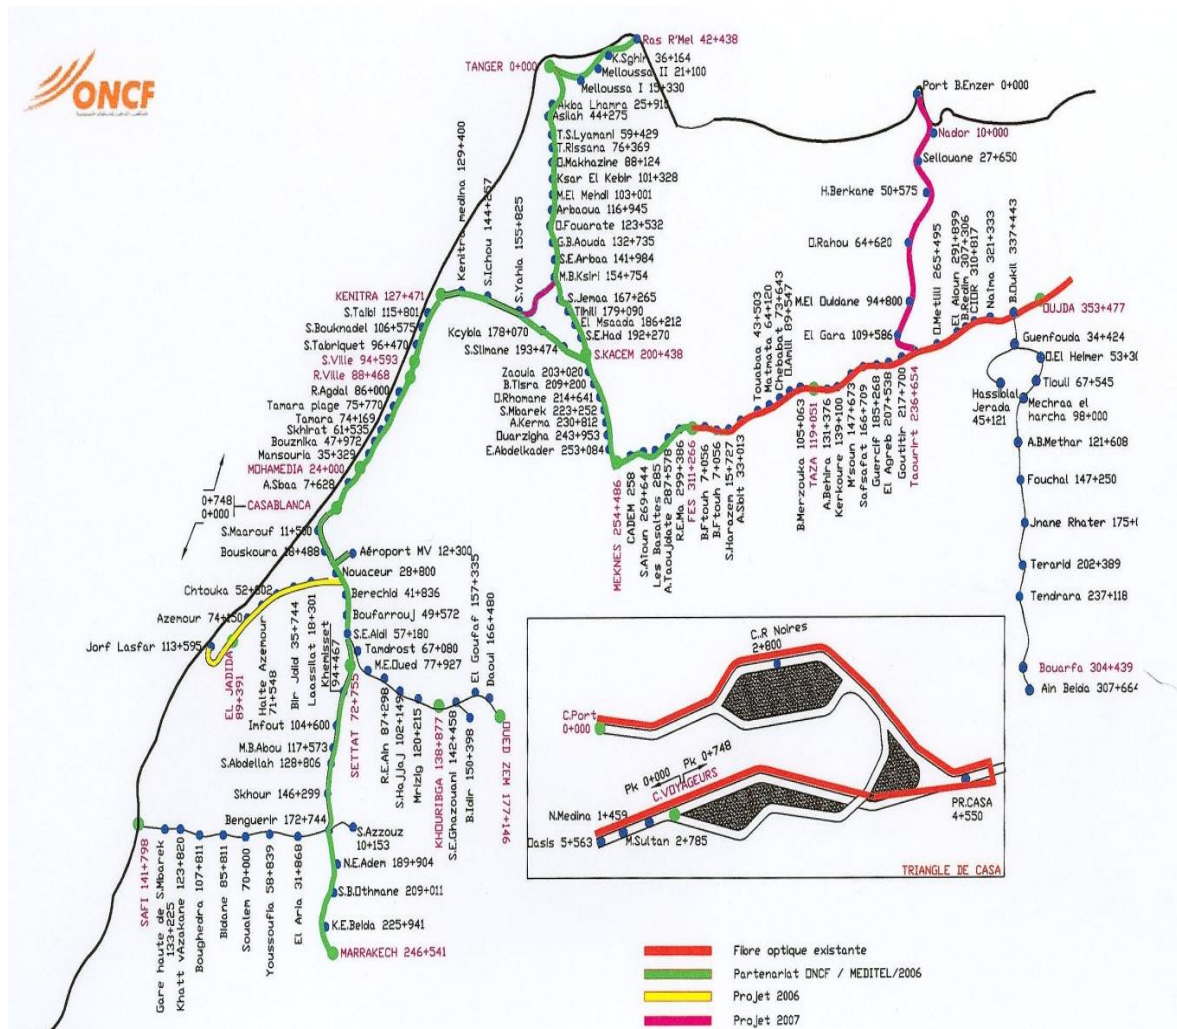 ONCF
Ras R'Mel 42+438
TANGER 0+000
K.Sghir 36+164
Melloussa II 21+100
Melloussa I 15+330
Akba Lhamra 25+910
Asilah 44+275
T.S.Lyamani 59+429
T.Rissana 76+369
O.Makhazine 88+124
Ksar El Kebir 101+328
M.El Mehdi 103+001
Arbaoua 116+945
O.Fouarate 123+532
G.B.Aouda 132+735
S.E.Arbaa 141+984
M.B.Ksiri 154+754
S.Jemaa 167+265
Tihili 179+090
El Msaada 186+212
S.E.Had 192+270
S.KACEM 200+438
Kenitra medina 129+400
S.Ichou 144+257
S.Yahia 155+825
Kcybia 178+070
S.Slimane 193+474
KENITRA 127+471
S.Taibi 115+801
S.Bouknadel 106+575
S.Tabriquet 96+470
S.Ville 94+593
R.Ville 88+468
R.Agdal 86+000
Tamara plage 75+770
Tamara 74+169
Skhirat 61+535
Bouznika 47+972
Mansouria 35+329
MOHAMEDIA 24+000
A.Sbaa 7+628
0+748
0+000
CASABLANCA
S.Maarouf 11+500
Bouskoura 18+488
Aéroport MV 12+300
Nouaceur 28+800
Berechid 41+836
Boufarrouj 49+572
S.E.Aidi 57+180
Tamdrost 67+080
M.E.Oued 77+927
Chtouka 52+802
Azemour 74+150
Jorf Lasfar 113+595
EL JADIDA
89+391
Halte Azemour
71+548
Bir Jdid 35+744
Laassilat 18+301
Khemisset
94+467
SETTAT 72+755
R.E.Ain 87+298
S.Hajjaj 102+149
Mrizig 120+215
KHOURIBGA 138+877
S.E.Ghazouani 142+458
B.Idir 150+398
El Goufaf 157+335
Daoui 166+480
OUED ZEM 177+146
Infout 104+600
M.B.Abou 117+573
S.Abdellah 128+806
Skhour 146+299
Benguerir 172+744
S.Azzouz
10+153
N.E.Adem 189+904
S.B.Othmane 209+011
K.E.Beida 225+941
MARRAKECH 246+541
SAFI 141+798
Gare haute de S.Mbarek
133+225
Khatt vAzakane 123+820
Boughedra 107+811
Bidane 85+811
Soualem 70+000
Youssoufia 58+839
El Aria 31+868
Zaouia 203+020
B.Tisra 209+200
O.Rhomane 214+641
S.Mbarek 223+252
A.Kerma 230+812
Ouarzigha 243+953
E.Abdelkader 253+084
MEKNES 254+486
CADEM 258
S.Aïoun 269+644
Les Basaltes 285
A.Taoujdate 287+578
R.E.Ma 299+386
FES 311+266
B.Ftouh 7+056
B.Ftouh 7+056
S.Harazem 15+727
A.Sbit 33+013
Touabaa 43+503
Matmata 64+120
Chebabat 73+643
O.Amlil 89+547
B.Merzouka 105+063
TAZA 119+051
A.Behira 131+376
Kerkoure 139+100
M'soun 147+673
Safsafat 166+709
Guercif 185+268
El Agreb 207+538
Goutitir 217+700
Taourirt 236+654
O.Metlili 265+495
El Aioun 291+899
B.Redim 307+306
CIDR 310+817
Naima 321+333
B.Oukil 337+443
OUJDA 353+477
Port B.Enzer 0+000
Nador 10+000
Sellouane 27+650
H.Berkane 50+575
O.Rahou 64+620
M.El Ouidane 94+800
El Gara 109+586
Guenfouda 34+424
O.El Heimer
Tiouli 67+545
Hassiblal
Jerada
45+121
Mechraa el
harcha 98+000
A.B.Methar 121+608
Fouchal 147+250
Jnane Rhater
Terarid 202+389
Tendrara 237+118
Bouarfa 304+439
Ain Beida
C.R Noires
2+800
C.Port
0+000
Pk 0+000
Pk 0+748
C.VOYAGEURS
N.Medina 1+459
Oasis 5+563
M.Sultan 2+785
PR.CASA
4+550
TRIANGLE DE CASA
Fibre optique existante
Partenariat ONCF / MEDITEL/2006
Projet 2006
Projet 2007